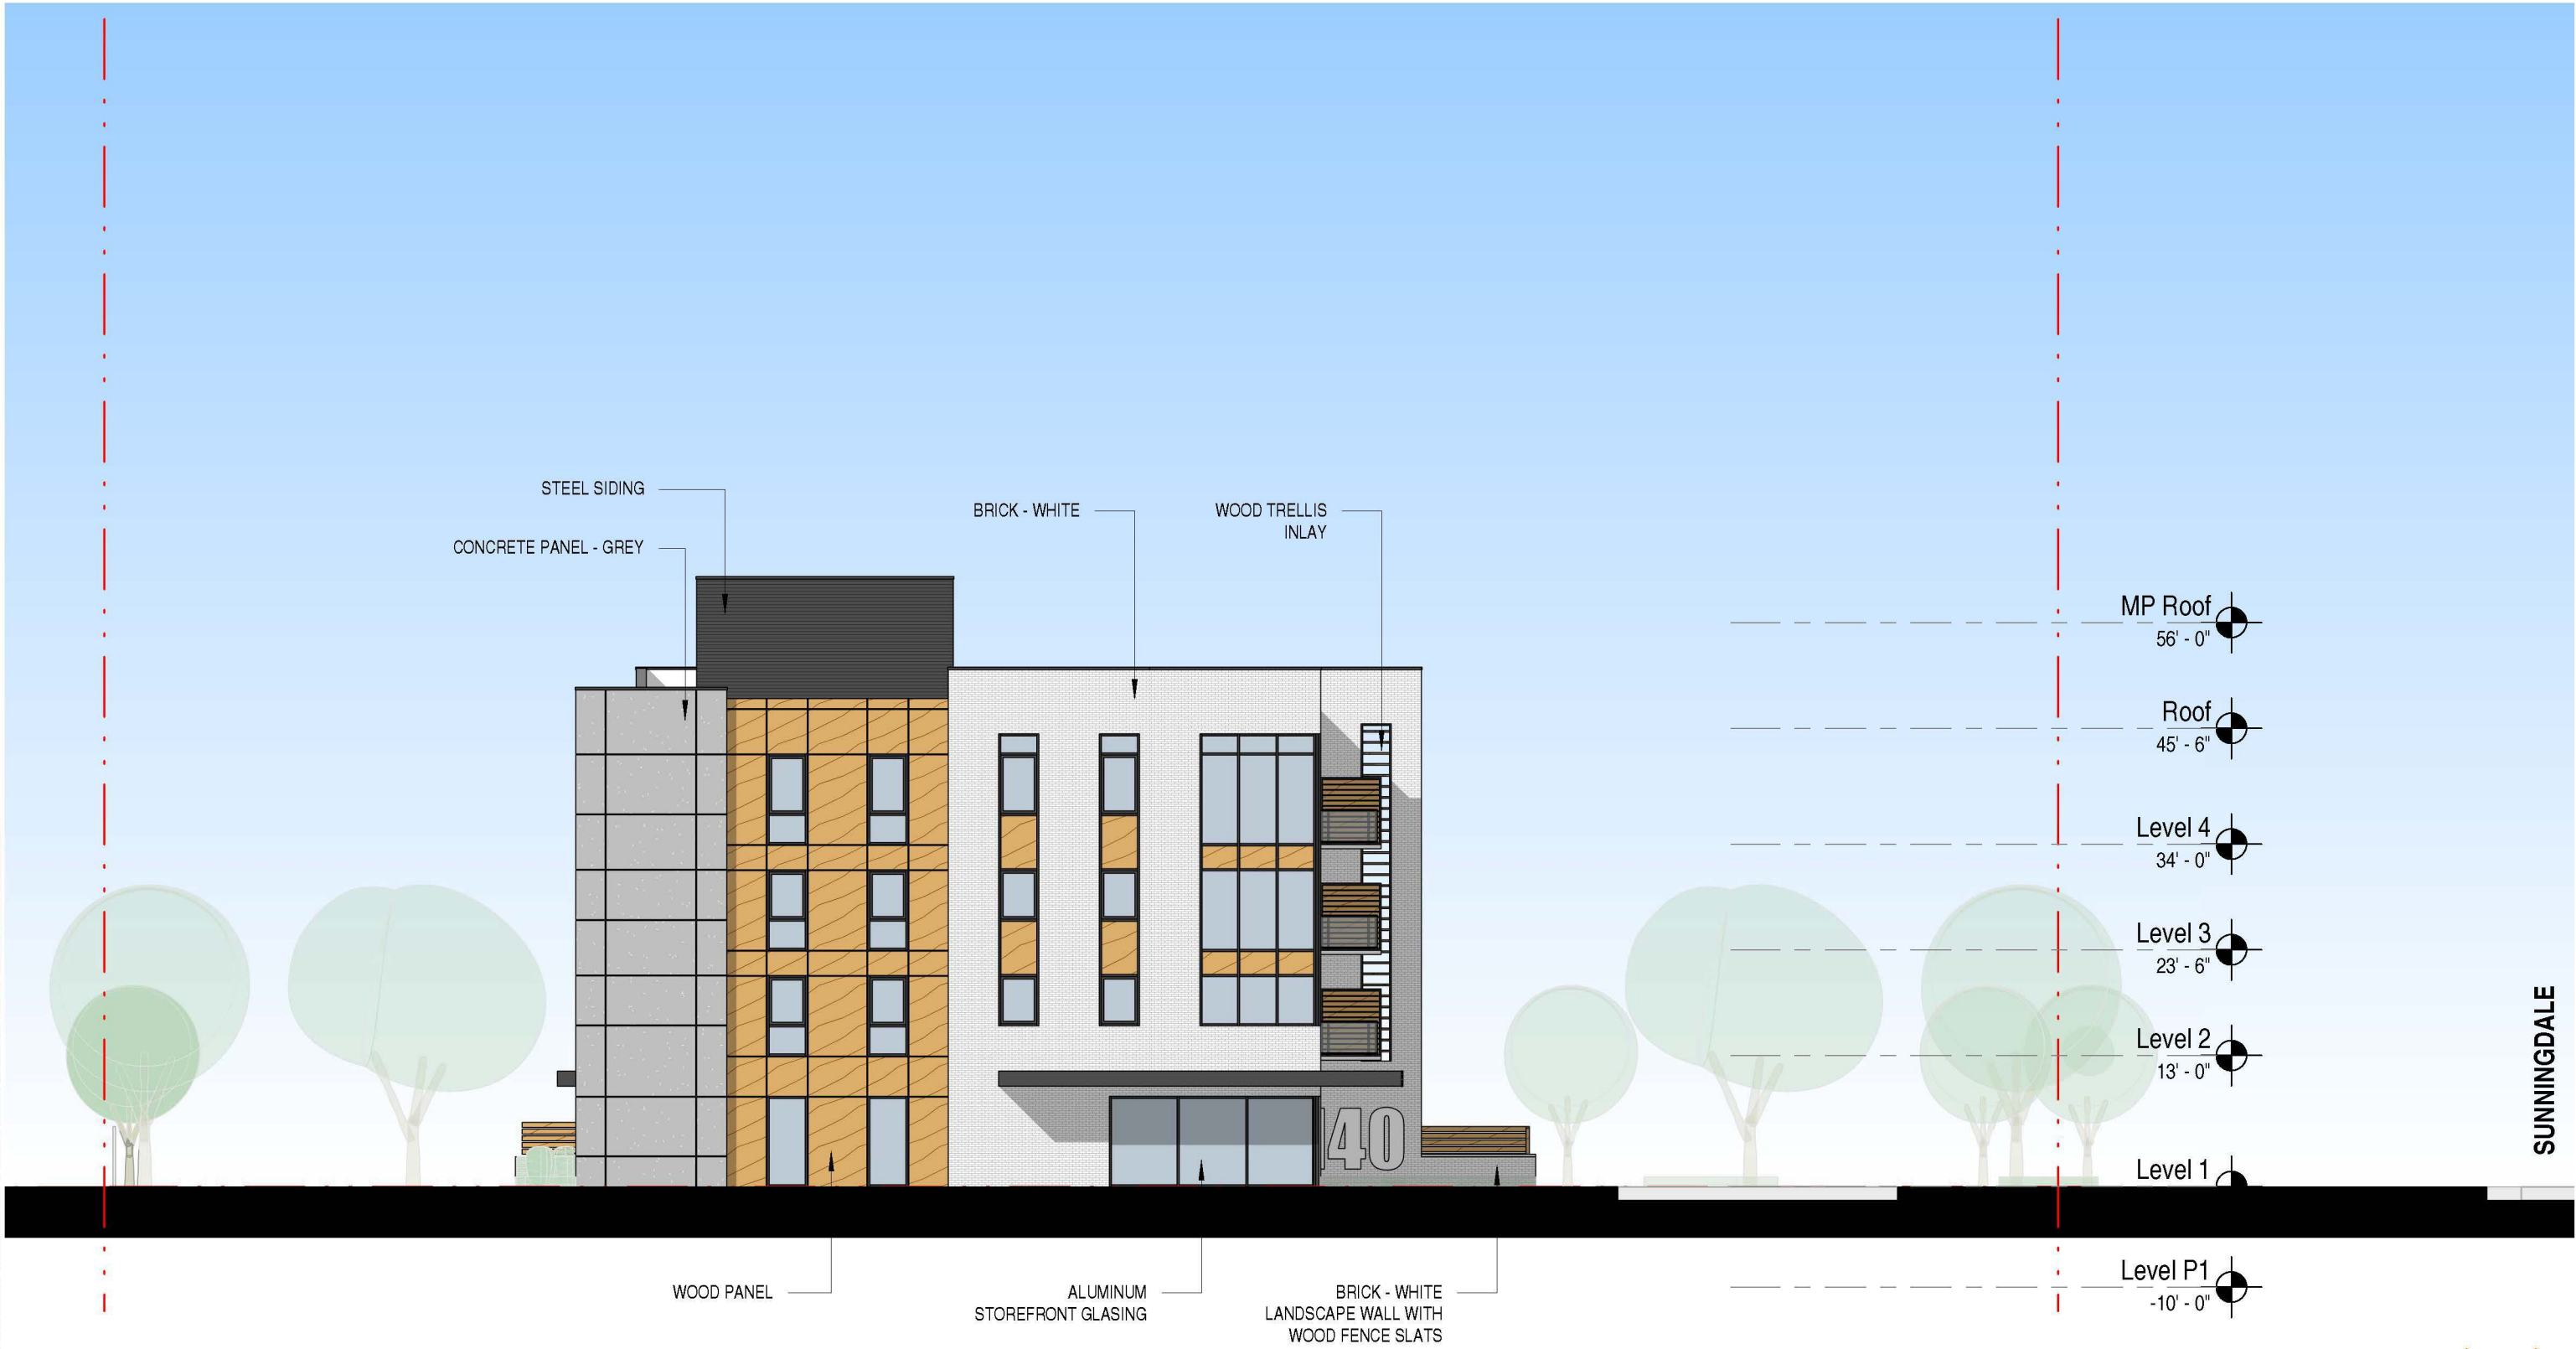 STEEL SIDING
CONCRETE PANEL - GREY
BRICK - WHITE
WOOD TRELLIS
INLAY
MP Roof
56' - 0"
Roof
45' - 6"
Level 4
34' - 0"
Level 3
23' - 6"
Level 2
13' - 0"
Level 1
SUNNINGDALE
40
Level P1
-10' - 0"
WOOD PANEL
ALUMINUM
STOREFRONT GLASING
BRICK - WHITE
LANDSCAPE WALL WITH
WOOD FENCE SLATS